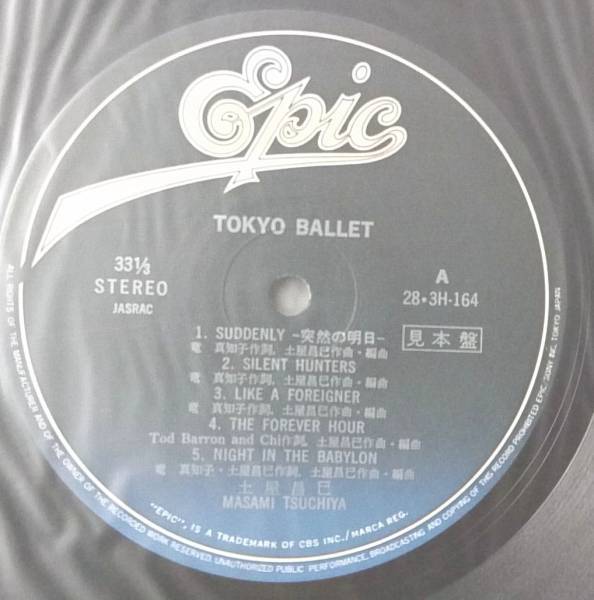 Epic
TOKYO BALLET
33⅓
STEREO
JASRAC
A
28・3H-164
見本盤
1. SUDDENLY -突然の明日-
竜 真知子作詞, 土屋昌巳作曲・編曲
2. SILENT HUNTERS
竜 真知子作詞, 土屋昌巳作曲・編曲
3. LIKE A FOREIGNER
竜 真知子作詞, 土屋昌巳作曲・編曲
4. THE FOREVER HOUR
Tod Barron and Chi作詞, 土屋昌巳作曲・編曲
5. NIGHT IN THE BABYLON
竜 真知子・土屋昌巳作詞, 土屋昌巳作曲・編曲
土屋昌巳
MASAMI TSUCHIYA
"EPIC", IS A TRADEMARK OF CBS INC./MARCA REG.
ALL RIGHTS OF THE MANUFACTURER AND OF THE OWNER OF THE RECORDED WORK RESERVED. UNAUTHORIZED PUBLIC PERFORMANCE, BROADCASTING AND COPYING OF THIS RECORD PROHIBITED EPIC, SONY INC. TOKYO JAPAN